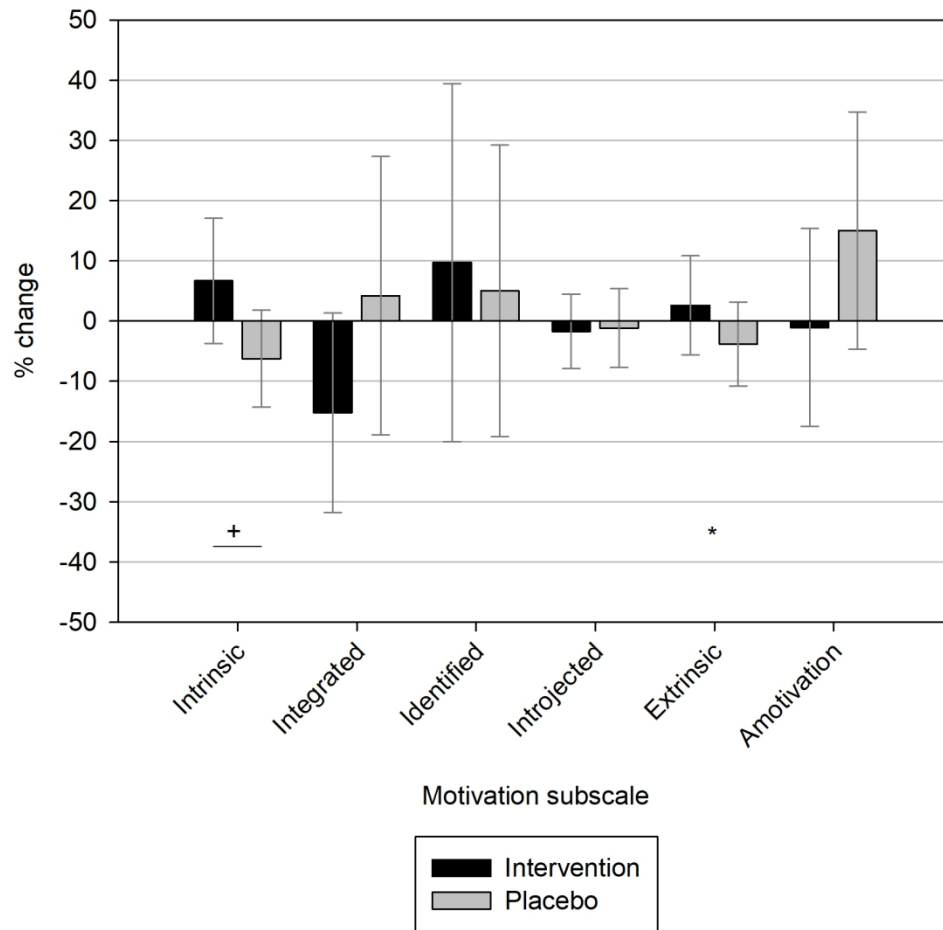 50
40
30
20
10
0
-10
-20
-30
-40
-50
% change
+
*
Intrinsic
Integrated
Identified
Introjected
Extrinsic
Amotivation
Motivation subscale
Intervention
Placebo